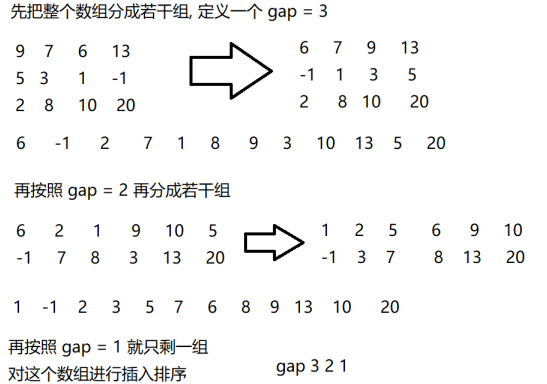 先把整个数组分成若干组, 定义一个 gap = 3
9 7 6 13 6 7 9 13
5 3 1 -1 -1 1 3 5
2 8 10 20 2 8 10 20
6 -1 2 7 1 8 9 3 10 13 5 20
再按照 gap = 2 再分成若干组
6 2 1 9 10 5 1 2 5 6 9 10
-1 7 8 3 13 20 -1 3 7 8 13 20
1 -1 2 3 5 7 6 8 9 13 10 20
再按照 gap = 1 就只剩一组
对这个数组进行插入排序 gap 3 2 1